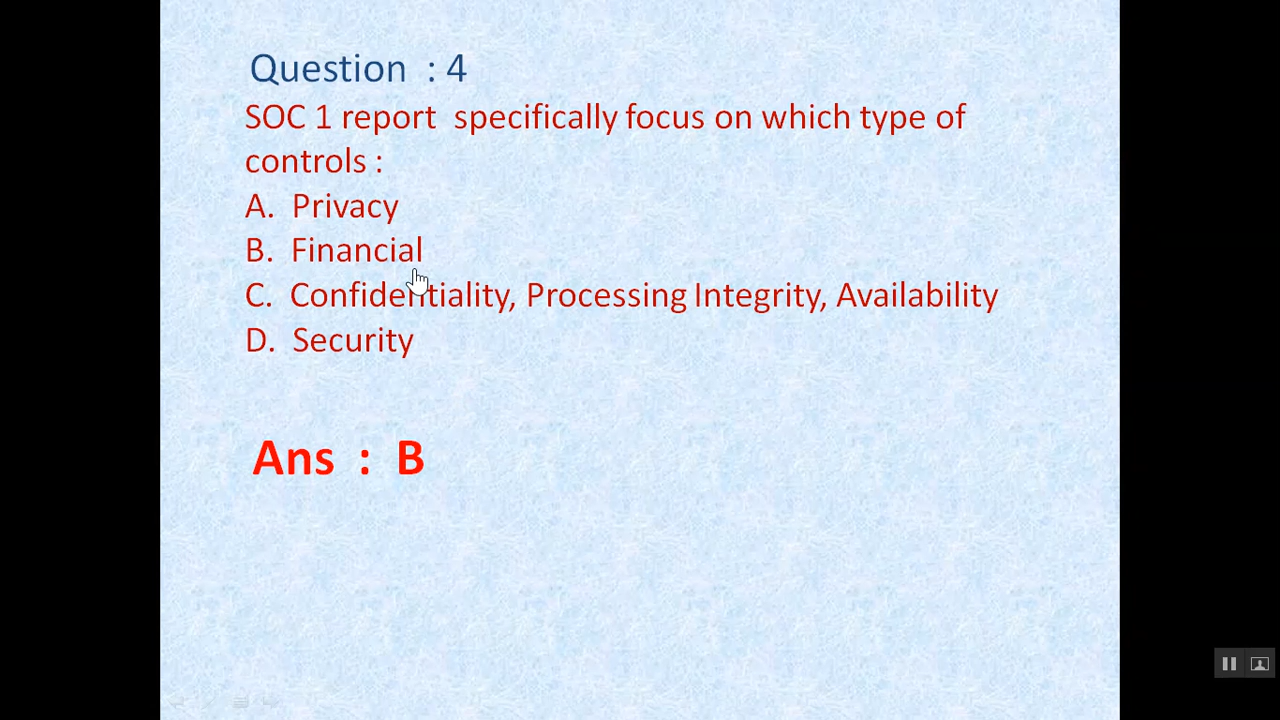 Question : 4
SOC 1 report specifically focus on which type of
controls :
A. Privacy
B. Financial
C. Confidentiality, Processing Integrity, Availability
D. Security
Ans : B